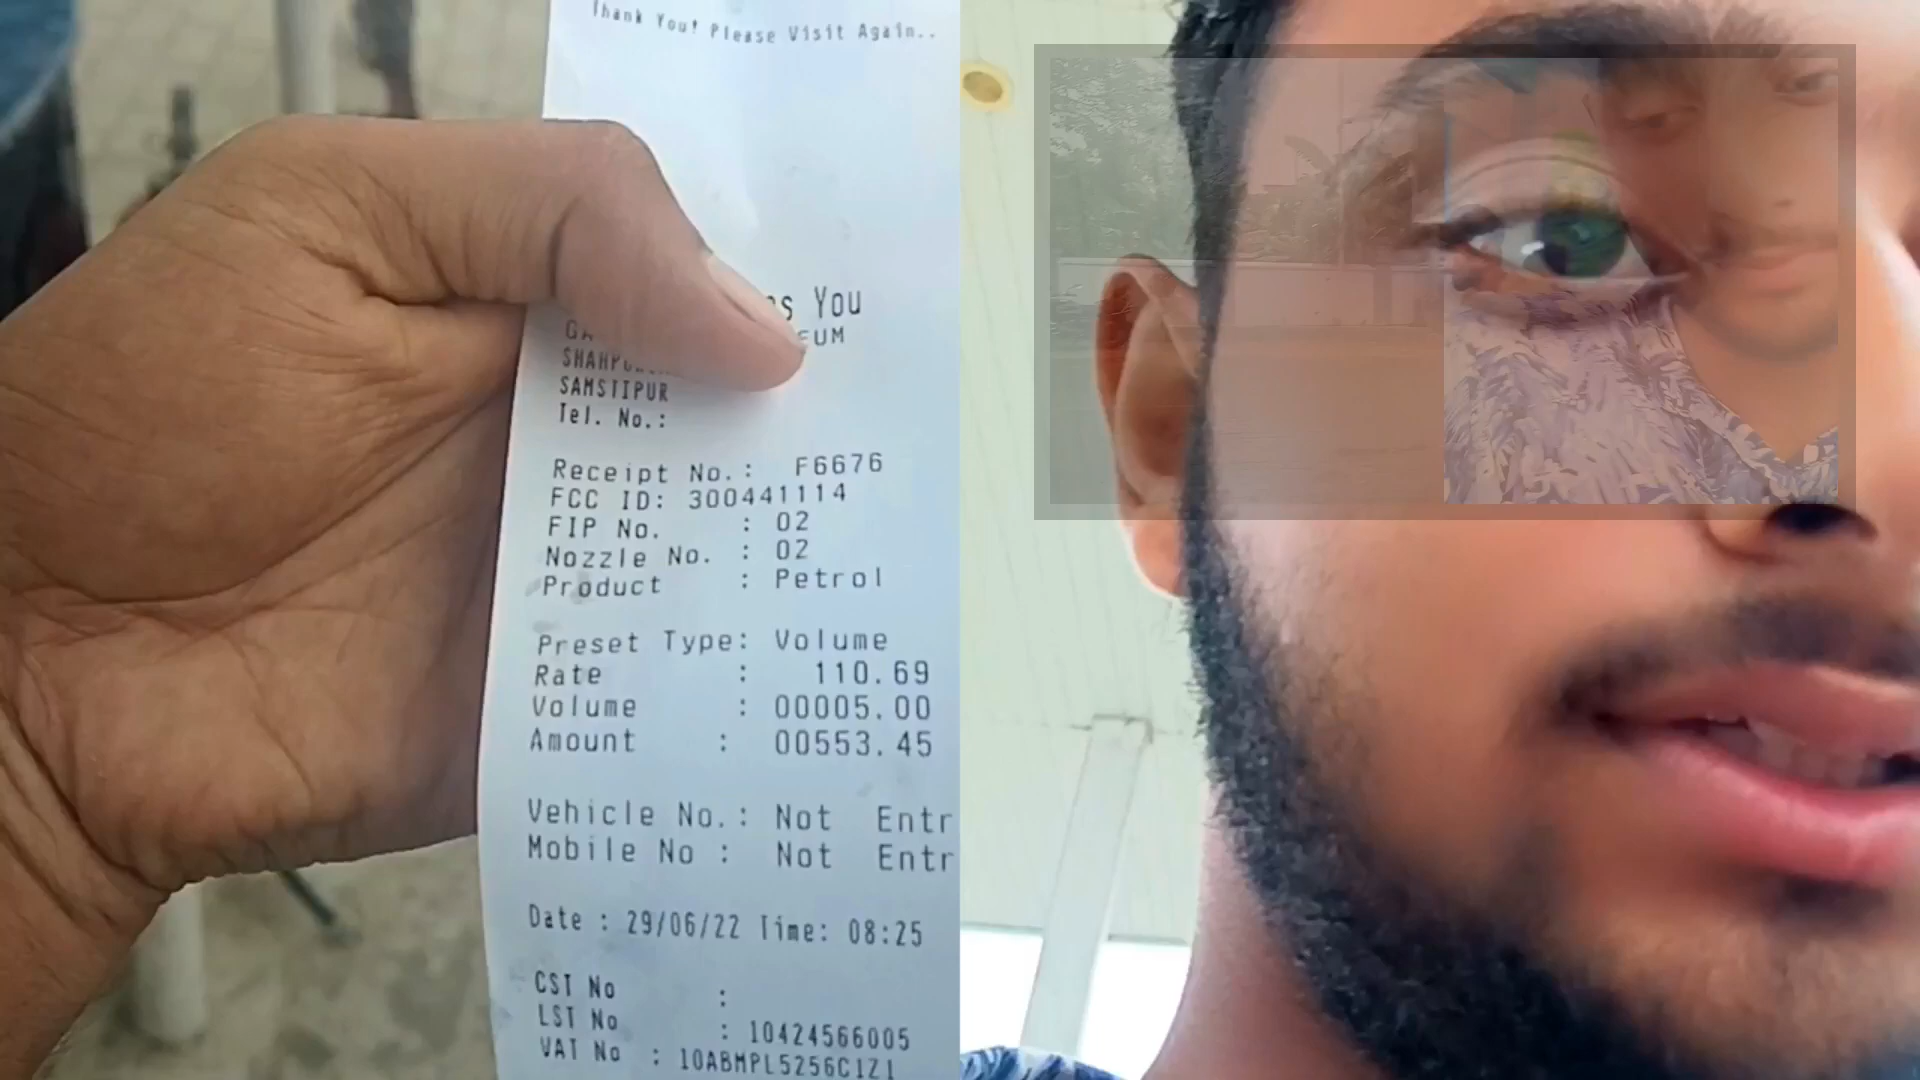 Thank You! Please Visit Again..
You
SAMSTIPUR
Tel. No.:
Receipt No.: F6676
FCC ID: 300441114
FIP No. : 02
Nozzle No. : 02
Product : Petrol
Preset Type: Volume
Rate : 110.69
Volume : 00005.00
Amount : 00553.45
Vehicle No.: Not Entr
Mobile No : Not Entr
Date : 29/06/22 Time: 08:25
CST No :
LST No : 10424566005
VAT No : 10ABMPL5256C1Z1